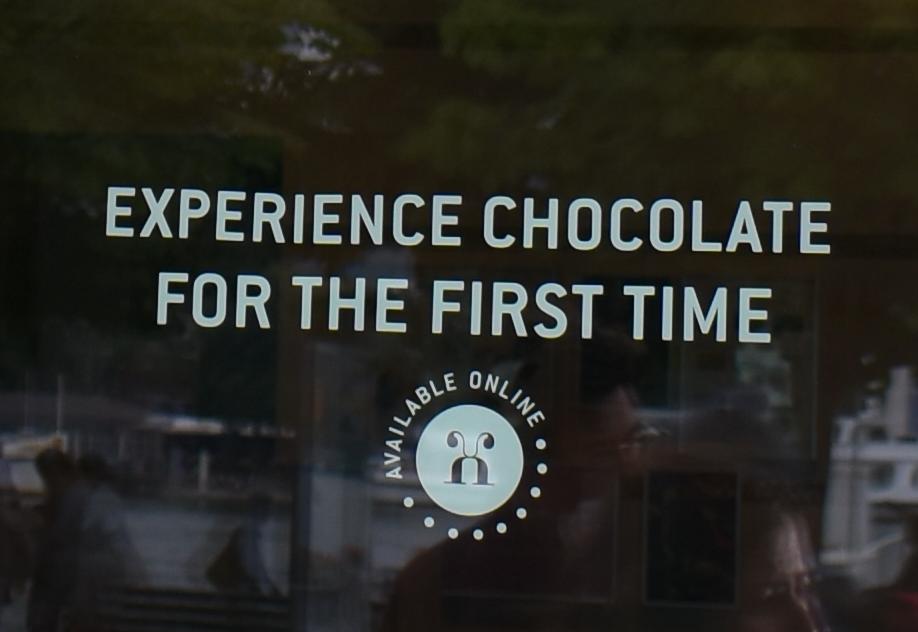 EXPERIENCE CHOCOLATE
FOR THE FIRST TIME
AVAILABLE ONLINE